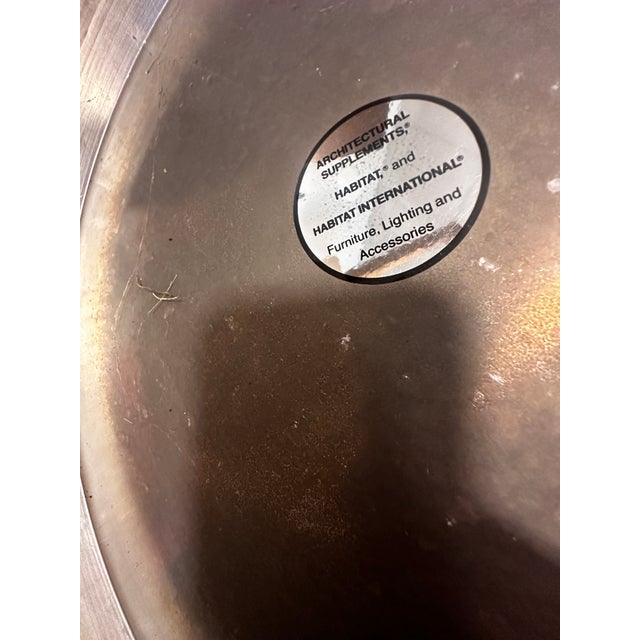 ARCHITECTURAL
SUPPLEMENTS,®
HABITAT,® and
HABITAT INTERNATIONAL®
Furniture, Lighting and
Accessories